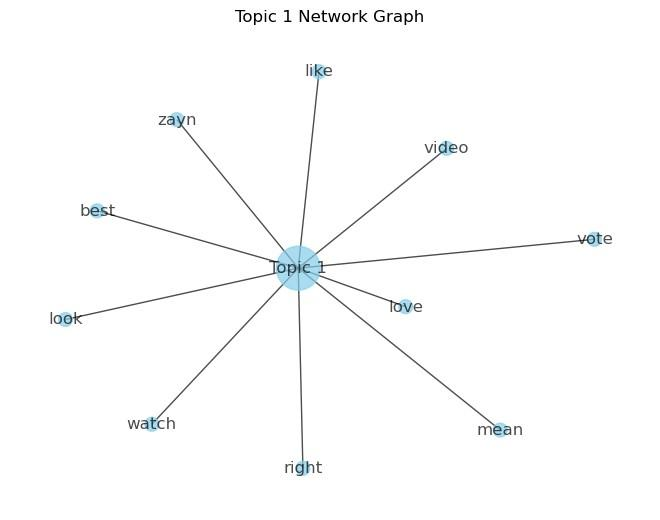 Topic 1 Network Graph
like
zayn
video
best
vote
Topic 1
love
look
watch
mean
right